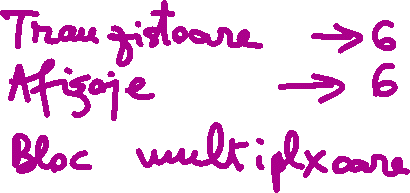 Tranzistoare → 6
Afișaje → 6
Bloc multiplxoare